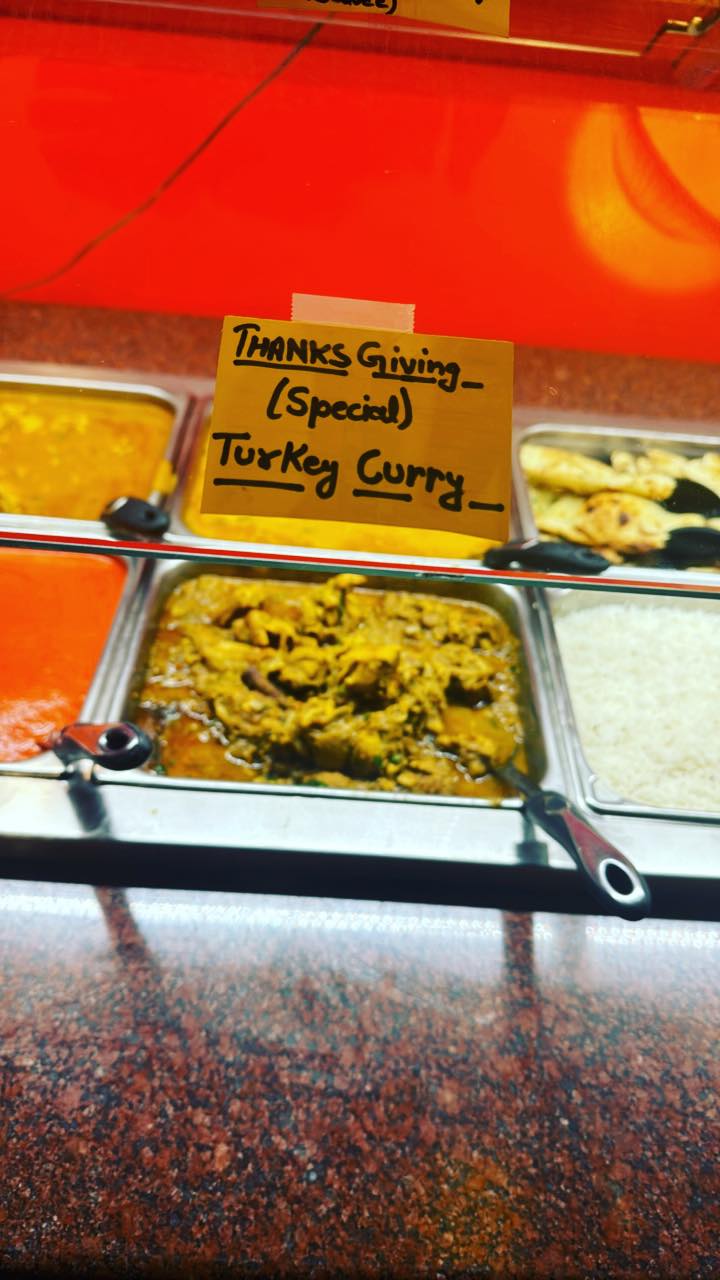 THANKS Giving_
(Special)
Turkey Curry_